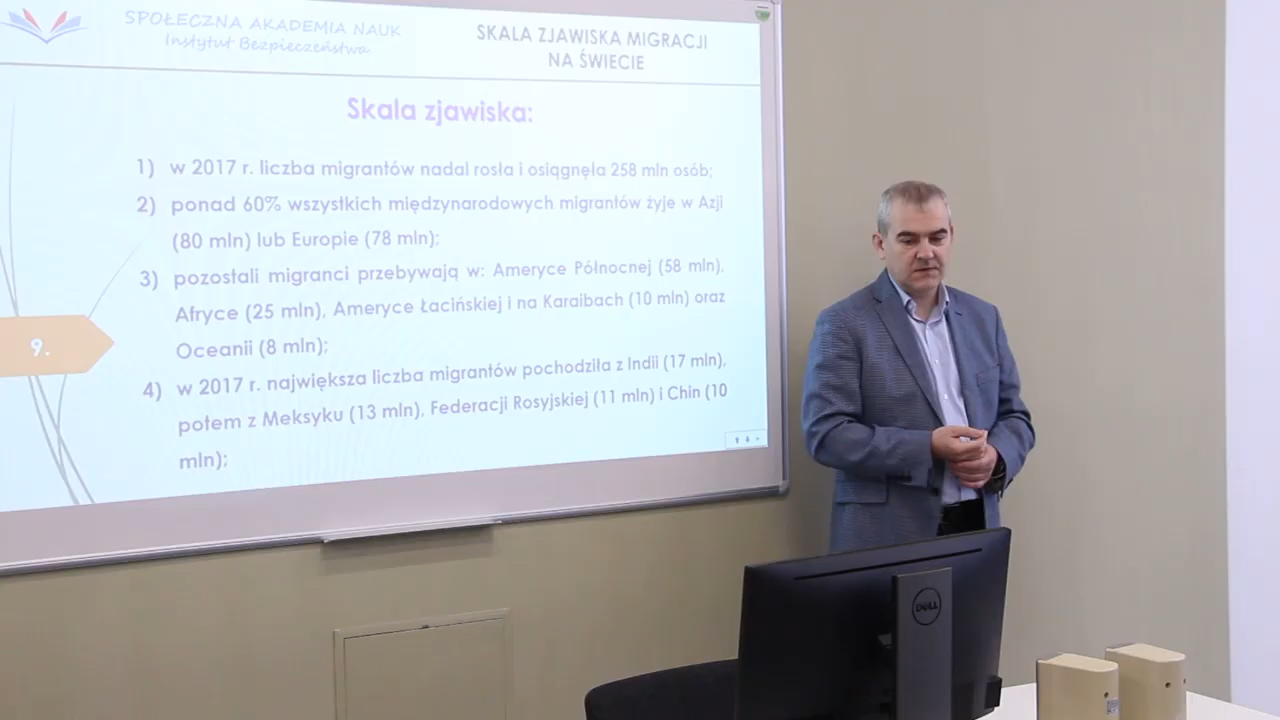 SPOŁECZNA AKADEMIA NAUK
Instytut Bezpieczeństwa
SKALA ZJAWISKA MIGRACJI
NA ŚWIECIE
Skala zjawiska:
1) w 2017 r. liczba migrantów nadal rosła i osiągnęła 258 mln osób;
2) ponad 60% wszystkich międzynarodowych migrantów żyje w Azji
(80 mln) lub Europie (78 mln);
3) pozostali migranci przebywają w: Ameryce Północnej (58 mln),
Afryce (25 mln), Ameryce Łacińskiej i na Karaibach (10 mln) oraz
Oceanii (8 mln);
4) w 2017 r. największa liczba migrantów pochodziła z Indii (17 mln),
potem z Meksyku (13 mln), Federacji Rosyjskiej (11 mln) i Chin (10
mln);
9.
DELL